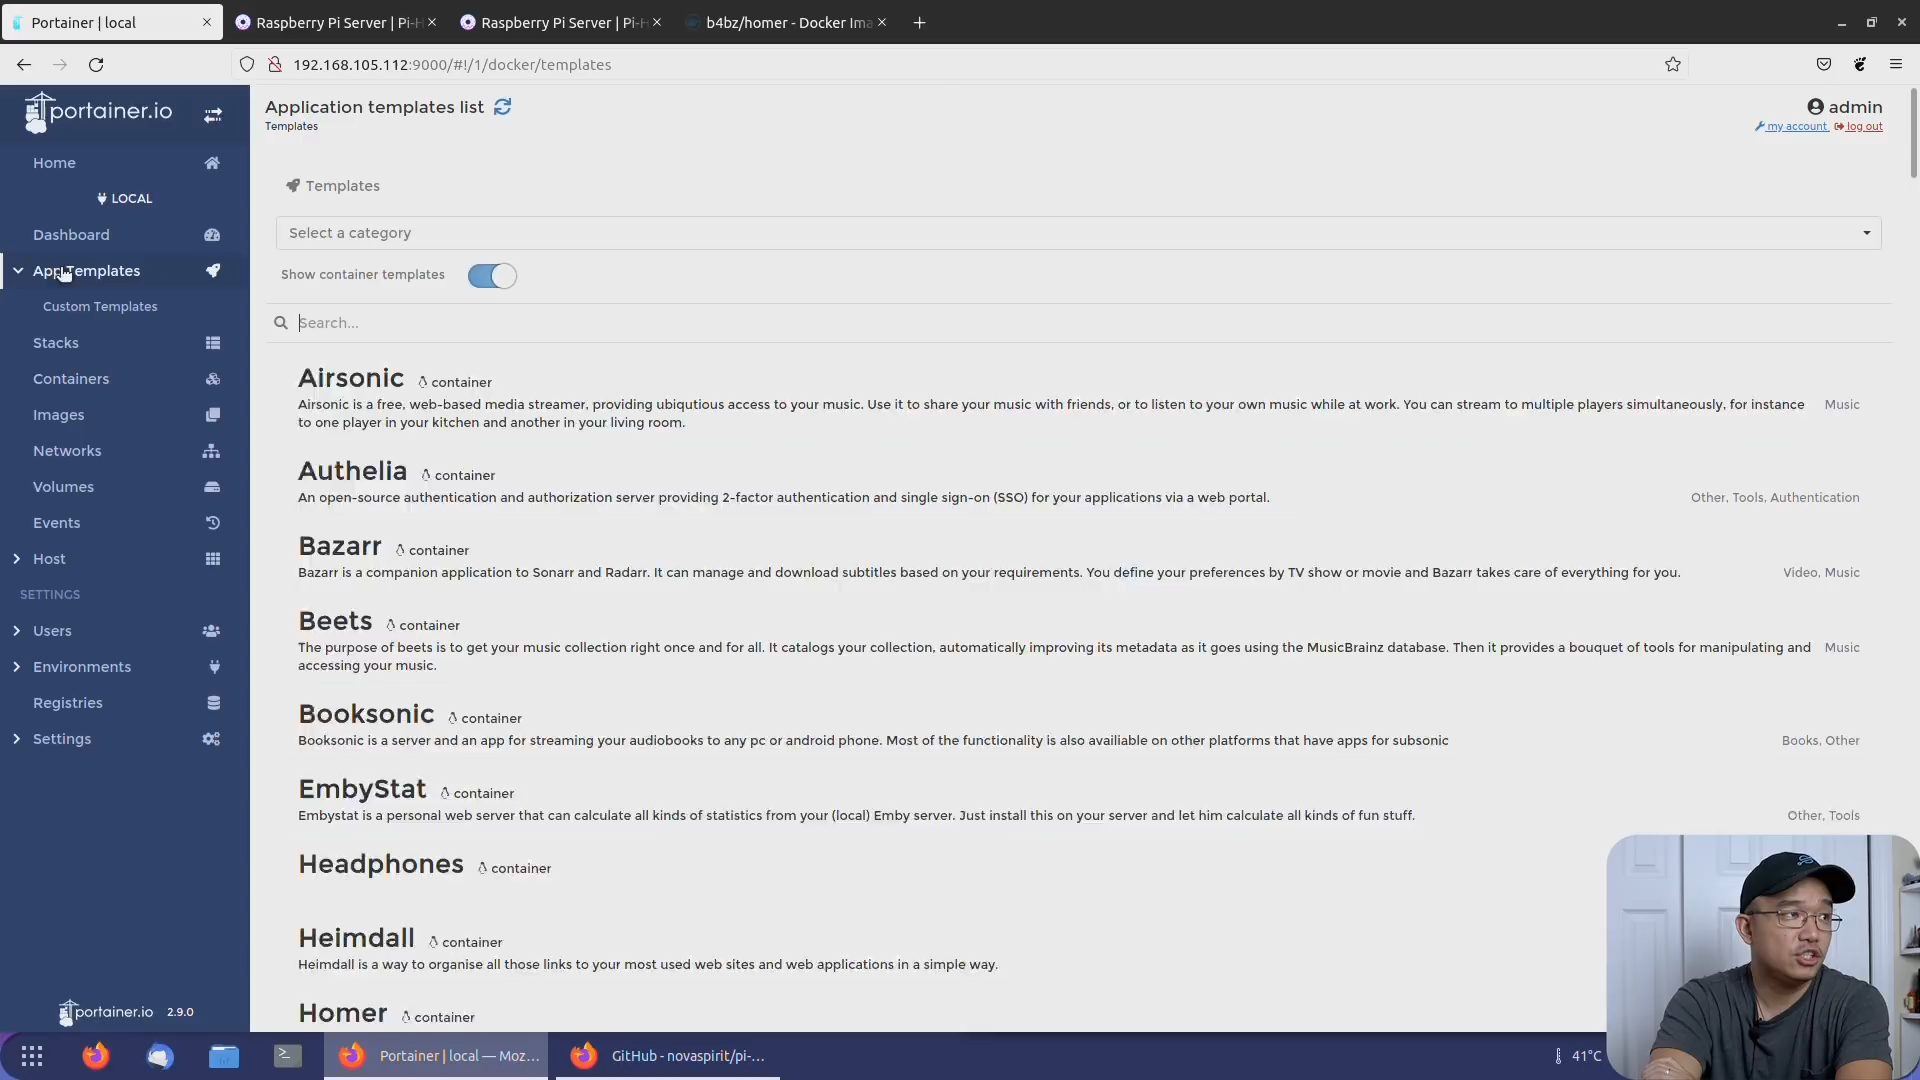 Portainer | local
Raspberry Pi Server | Pi-H
Raspberry Pi Server | Pi-H
b4bz/homer - Docker Ima
192.168.105.112:9000/#!/1/docker/templates
portainer.io
Home
LOCAL
Dashboard
App Templates
Custom Templates
Stacks
Containers
Images
Networks
Volumes
Events
Host
SETTINGS
Users
Environments
Registries
Settings
portainer.io 2.9.0
Application templates list
Templates
admin
my account log out
Templates
Select a category
Show container templates
Search...
Airsonic container
Airsonic is a free, web-based media streamer, providing ubiqutious access to your music. Use it to share your music with friends, or to listen to your own music while at work. You can stream to multiple players simultaneously, for instance Music
to one player in your kitchen and another in your living room.
Authelia container
An open-source authentication and authorization server providing 2-factor authentication and single sign-on (SSO) for your applications via a web portal. Other, Tools, Authentication
Bazarr container
Bazarr is a companion application to Sonarr and Radarr. It can manage and download subtitles based on your requirements. You define your preferences by TV show or movie and Bazarr takes care of everything for you. Video, Music
Beets container
The purpose of beets is to get your music collection right once and for all. It catalogs your collection, automatically improving its metadata as it goes using the MusicBrainz database. Then it provides a bouquet of tools for manipulating and Music
accessing your music.
Booksonic container
Booksonic is a server and an app for streaming your audiobooks to any pc or android phone. Most of the functionality is also availiable on other platforms that have apps for subsonic Books, Other
EmbyStat container
Embystat is a personal web server that can calculate all kinds of statistics from your (local) Emby server. Just install this on your server and let him calculate all kinds of fun stuff. Other, Tools
Headphones container
Heimdall container
Heimdall is a way to organise all those links to your most used web sites and web applications in a simple way.
Homer container
Portainer | local — Moz...
GitHub - novaspirit/pi-...
41°C